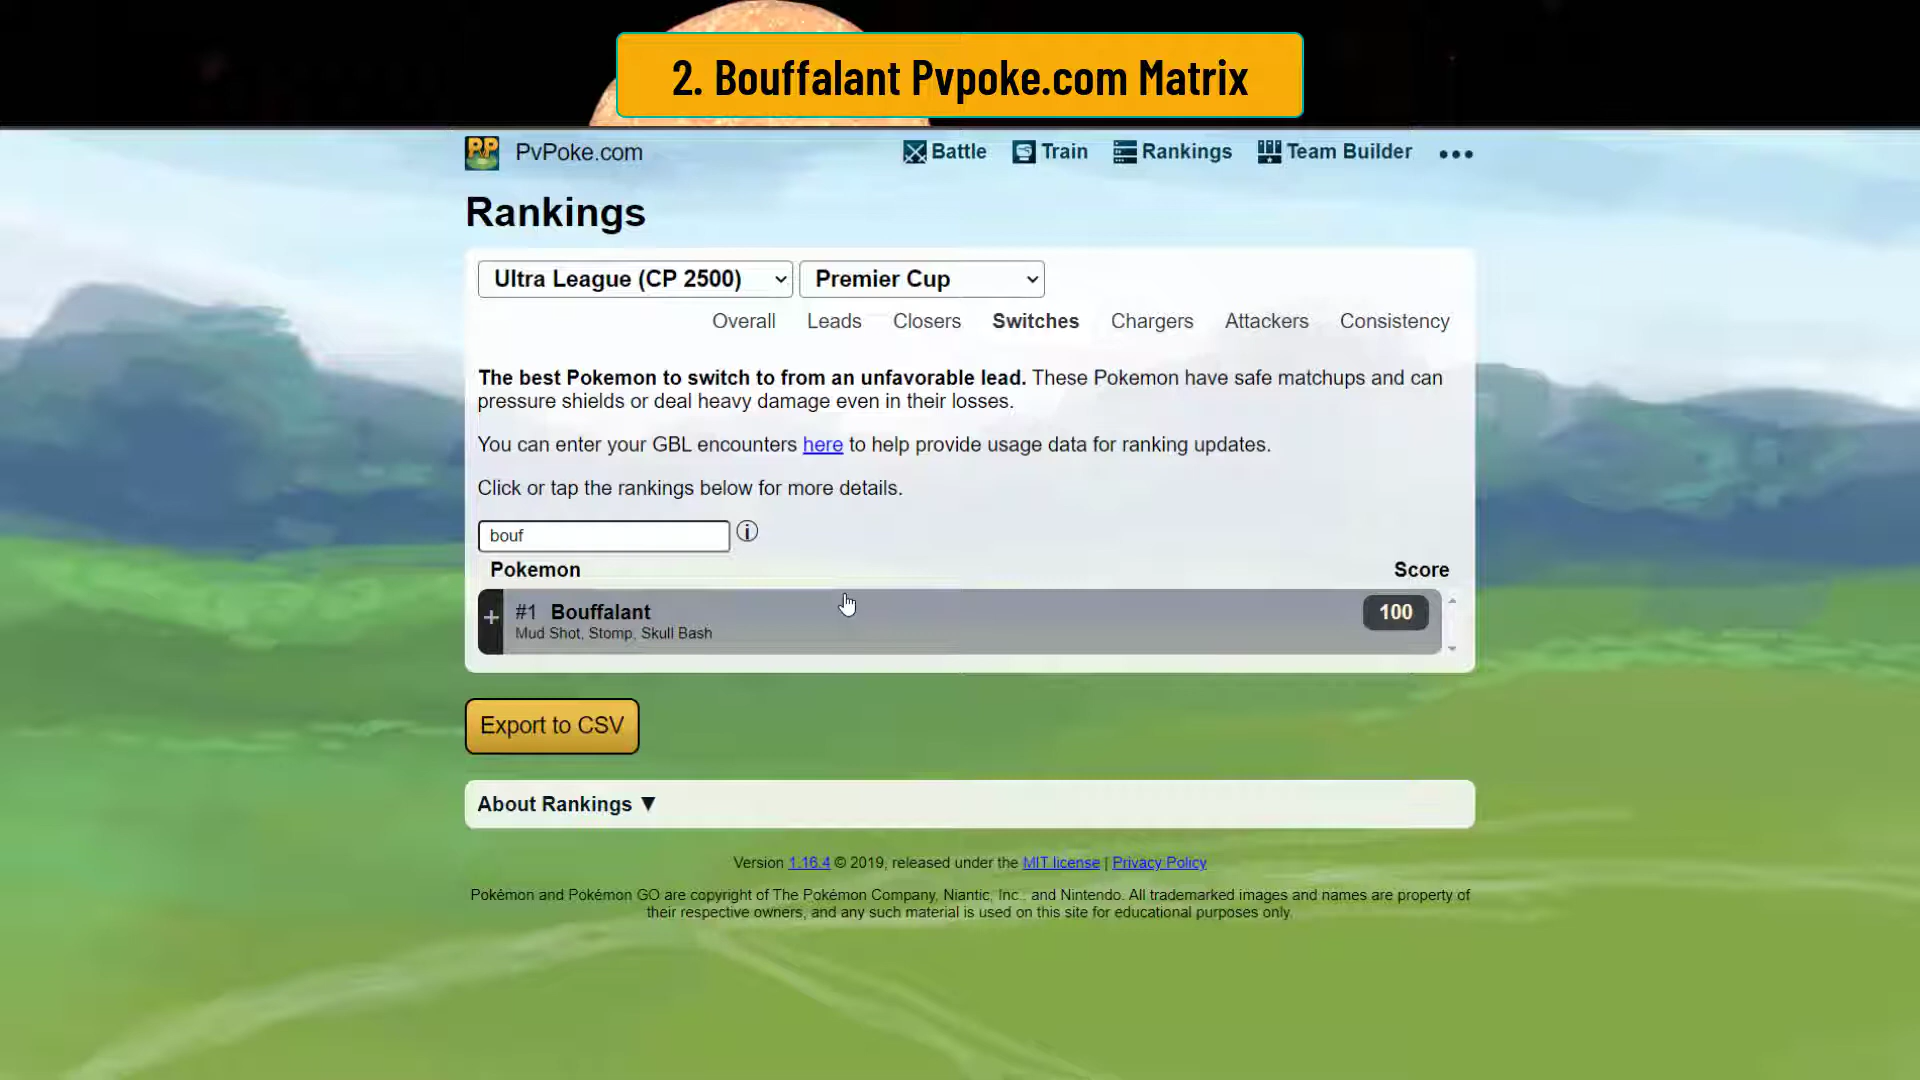 2. Bouffalant Pvpoke.com Matrix
PP PvPoke.com Battle Train Rankings Team Builder
Rankings
Ultra League (CP 2500) Premier Cup
Overall Leads Closers Switches Chargers Attackers Consistency
The best Pokemon to switch to from an unfavorable lead. These Pokemon have safe matchups and can
pressure shields or deal heavy damage even in their losses.
You can enter your GBL encounters here to help provide usage data for ranking updates.
Click or tap the rankings below for more details.
bouf i
Pokemon Score
+ #1 Bouffalant 100
Mud Shot, Stomp, Skull Bash
Export to CSV
About Rankings ▼
Version 1.16.4 © 2019, released under the MIT license | Privacy Policy
Pokémon and Pokémon GO are copyright of The Pokémon Company, Niantic, Inc., and Nintendo. All trademarked images and names are property of
their respective owners, and any such material is used on this site for educational purposes only.